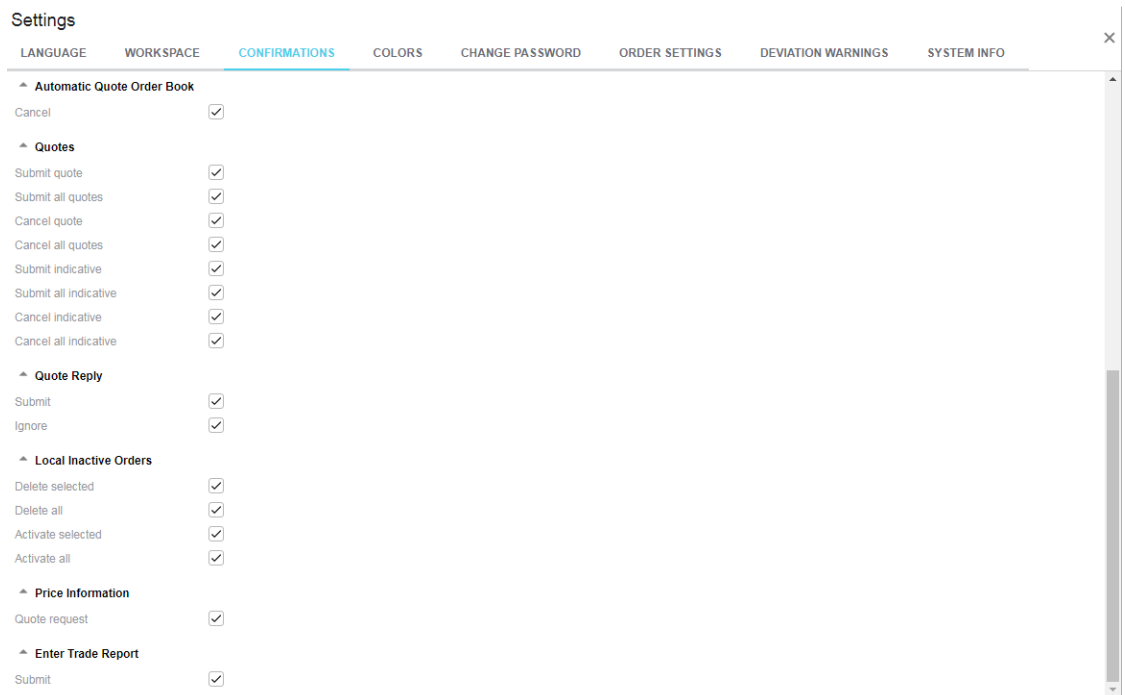 Settings
LANGUAGE WORKSPACE CONFIRMATIONS COLORS CHANGE PASSWORD ORDER SETTINGS DEVIATION WARNINGS SYSTEM INFO
Automatic Quote Order Book
Cancel
Quotes
Submit quote
Submit all quotes
Cancel quote
Cancel all quotes
Submit indicative
Submit all indicative
Cancel indicative
Cancel all indicative
Quote Reply
Submit
Ignore
Local Inactive Orders
Delete selected
Delete all
Activate selected
Activate all
Price Information
Quote request
Enter Trade Report
Submit